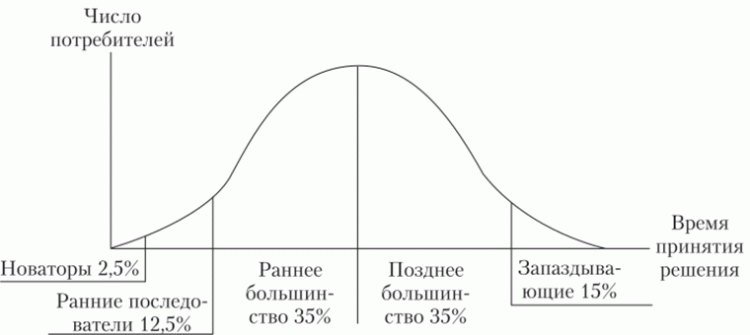 Число
потребителей
Время
принятия
решения
Новаторы 2,5%
Ранние последо-
ватели 12,5%
Раннее
большин-
ство 35%
Позднее
большин-
ство 35%
Запаздыва-
ющие 15%